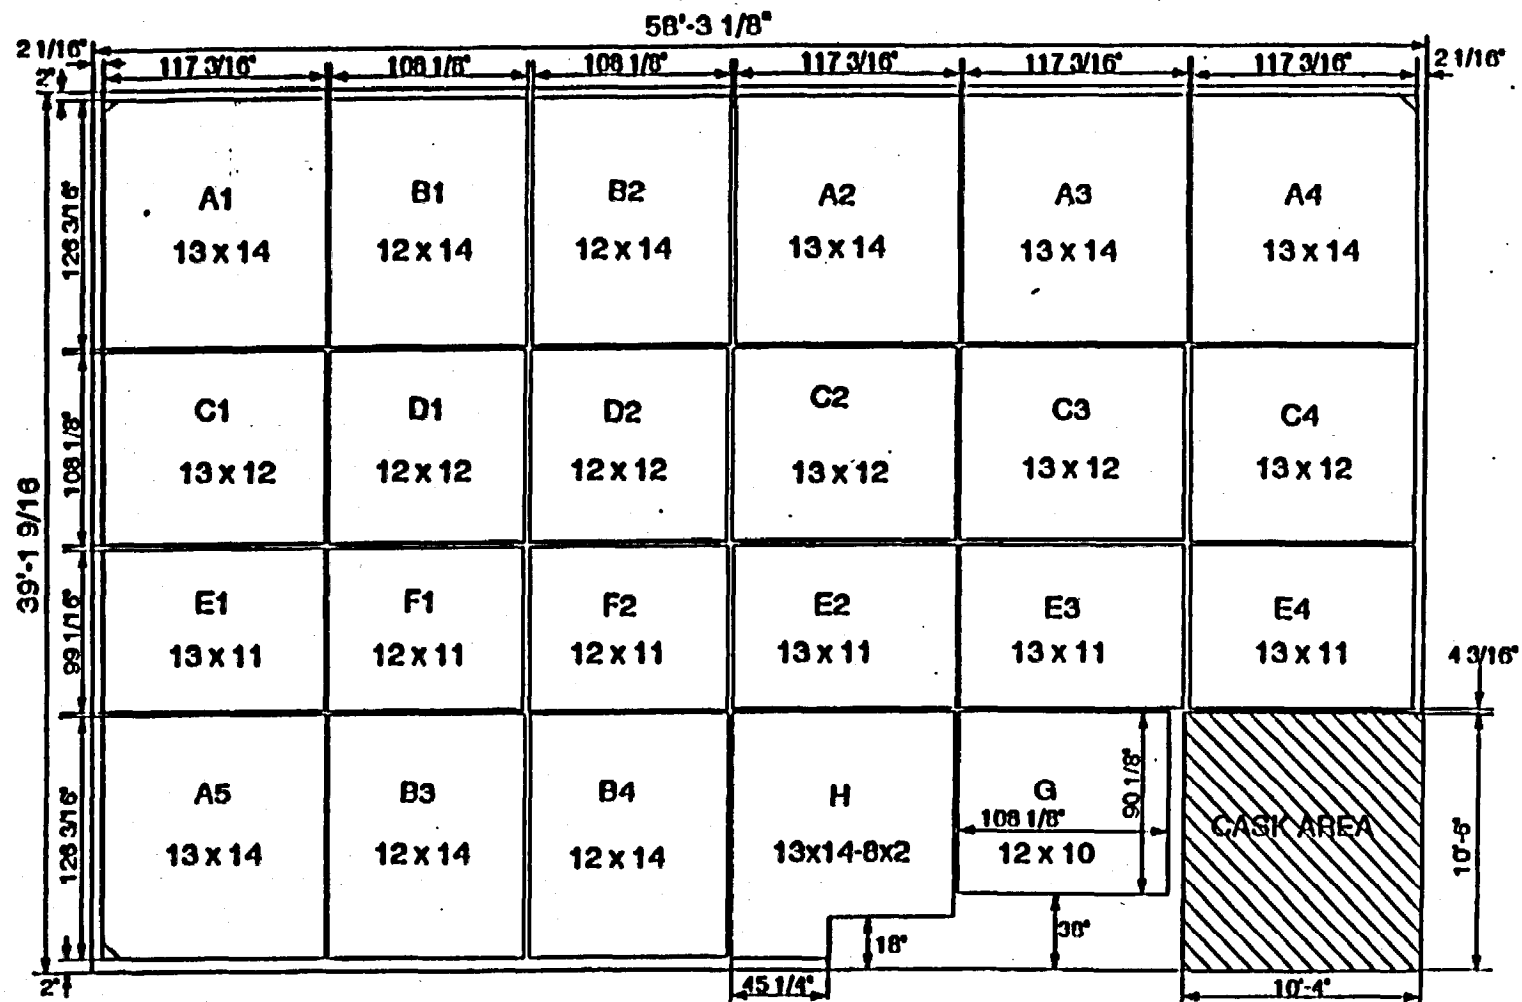 58'-3 1/8"
2 1/16" 117 3/16" 108 1/8" 108 1/8" 117 3/16" 117 3/16" 117 3/16" 2 1/16"
2"
126 3/16"
A1 B1 B2 A2 A3 A4
13 x 14 12 x 14 12 x 14 13 x 14 13 x 14 13 x 14
108 1/8"
C1 D1 D2 C2 C3 C4
13 x 12 12 x 12 12 x 12 13 x 12 13 x 12 13 x 12
39'-1 9/16
99 1/16"
E1 F1 F2 E2 E3 E4
13 x 11 12 x 11 12 x 11 13 x 11 13 x 11 13 x 11
4 3/16"
126 3/16"
A5 B3 B4 H G
90 1/8"
108 1/8"
CASK AREA
13 x 14 12 x 14 12 x 14 13x14-8x2 12 x 10
10'-6"
18"
38"
2"
45 1/4"
10'-4"